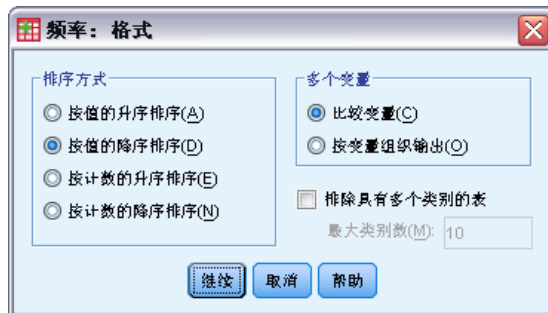 频率：格式
排序方式
按值的升序排序(A)
按值的降序排序(D)
按计数的升序排序(E)
按计数的降序排序(N)
多个变量
比较变量(C)
按变量组织输出(O)
排除具有多个类别的表
最大类别数(M): 10
继续 取消 帮助